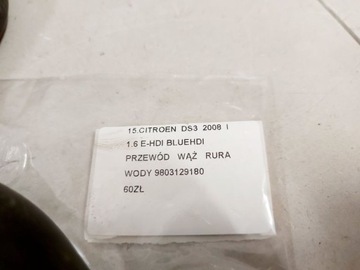 15.CITROEN DS3 2008 I
1.6 E-HDI BLUEHDI
PRZEWÓD WĄŻ RURA
WODY 9803129180
60ZŁ